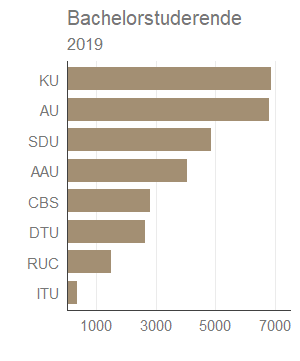 Bachelorstuderende
2019
KU
AU
SDU
AAU
CBS
DTU
RUC
ITU
1000 3000 5000 7000